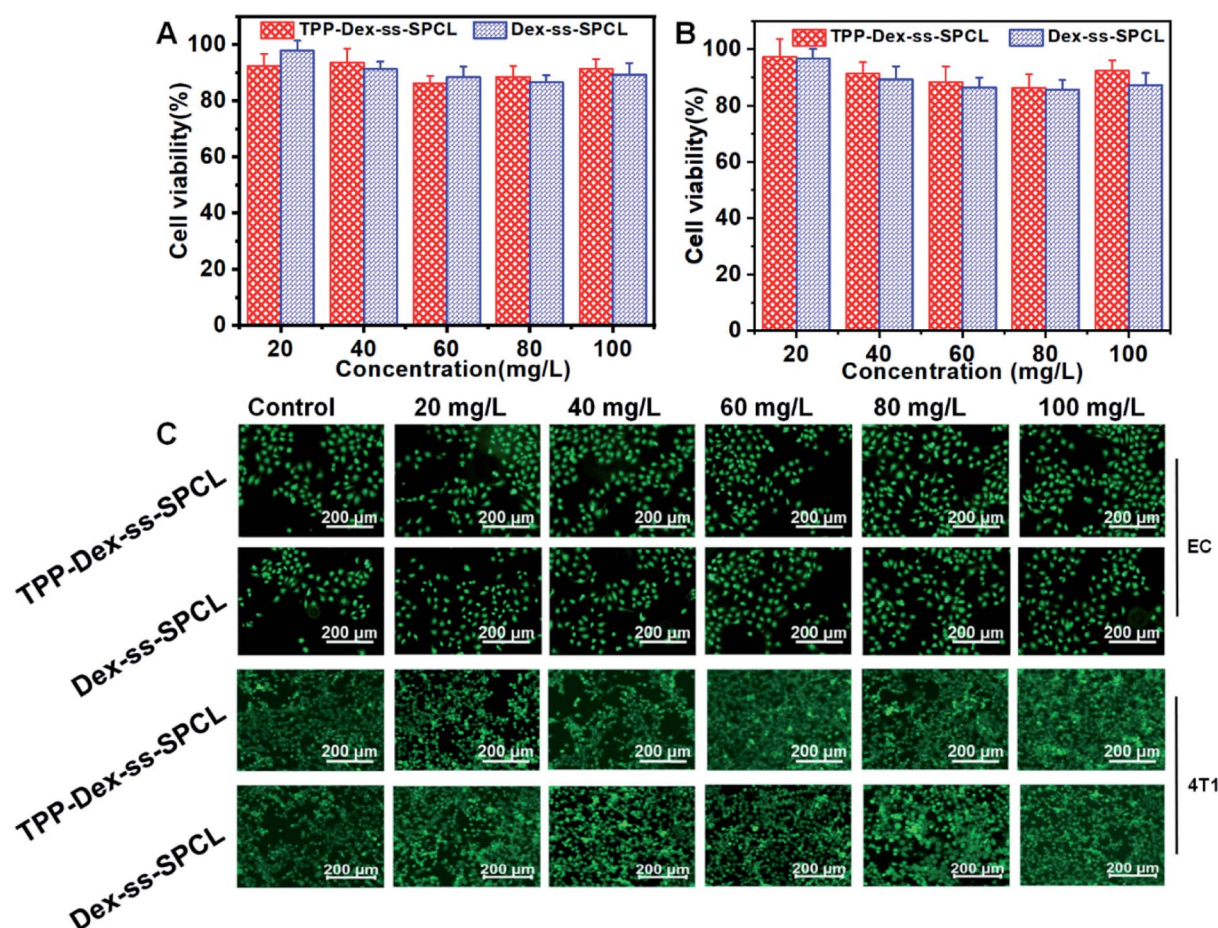 A
TPP-Dex-ss-SPCL
Dex-ss-SPCL
Cell viability(%)
100
80
60
40
20
0
20
40
60
80
100
Concentration(mg/L)
B
TPP-Dex-ss-SPCL
Dex-ss-SPCL
Cell viability(%)
100
80
60
40
20
0
20
40
60
80
100
Concentration (mg/L)
C
Control
20 mg/L
40 mg/L
60 mg/L
80 mg/L
100 mg/L
TPP-Dex-ss-SPCL
200 µm
200 µm
200 µm
200 µm
200 µm
200 µm
Dex-ss-SPCL
200 µm
200 µm
200 µm
200 µm
200 µm
200 µm
EC
TPP-Dex-ss-SPCL
200 µm
200 µm
200 µm
200 µm
200 µm
200 µm
Dex-ss-SPCL
200 µm
200 µm
200 µm
200 µm
200 µm
200 µm
4T1